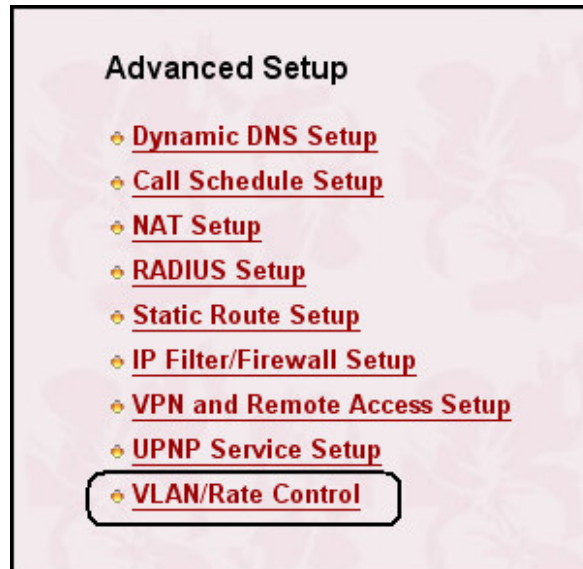 Advanced Setup
Dynamic DNS Setup
Call Schedule Setup
NAT Setup
RADIUS Setup
Static Route Setup
IP Filter/Firewall Setup
VPN and Remote Access Setup
UPNP Service Setup
VLAN/Rate Control